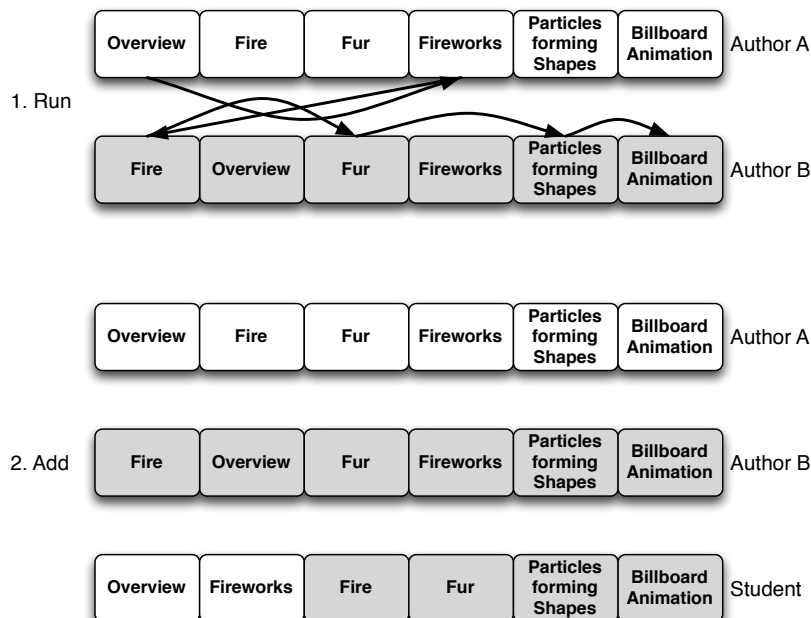 Overview
Fire
Fur
Fireworks
Particles
forming
Shapes
Billboard
Animation
Author A
1. Run
Fire
Overview
Fur
Fireworks
Particles
forming
Shapes
Billboard
Animation
Author B
Overview
Fire
Fur
Fireworks
Particles
forming
Shapes
Billboard
Animation
Author A
2. Add
Fire
Overview
Fur
Fireworks
Particles
forming
Shapes
Billboard
Animation
Author B
Overview
Fireworks
Fire
Fur
Particles
forming
Shapes
Billboard
Animation
Student